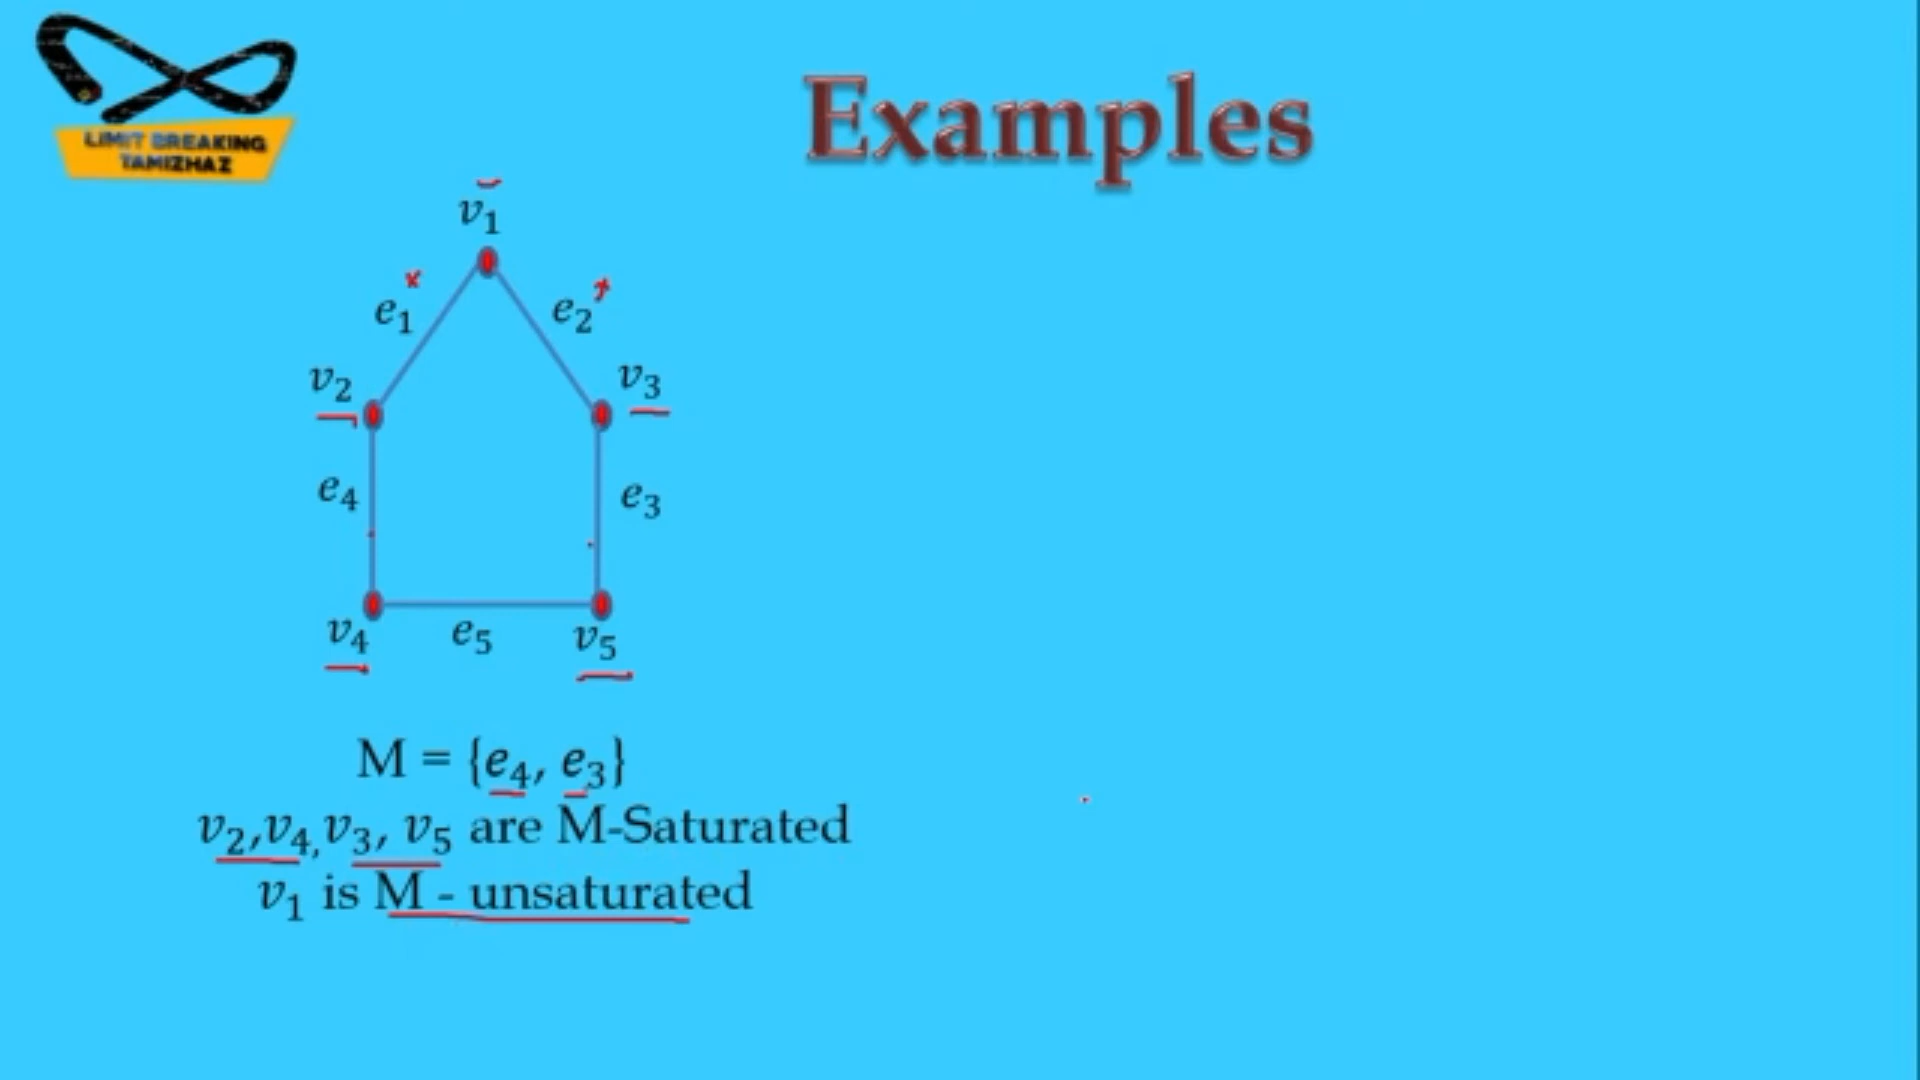 LIMIT BREAKING
TAMIZHAZ
Examples
v₁
e₁
e₂
v₂
v₃
e₄
e₃
v₄
e₅
v₅
M = {e₄, e₃}
v₂,v₄,v₃, v₅ are M-Saturated
v₁ is M - unsaturated